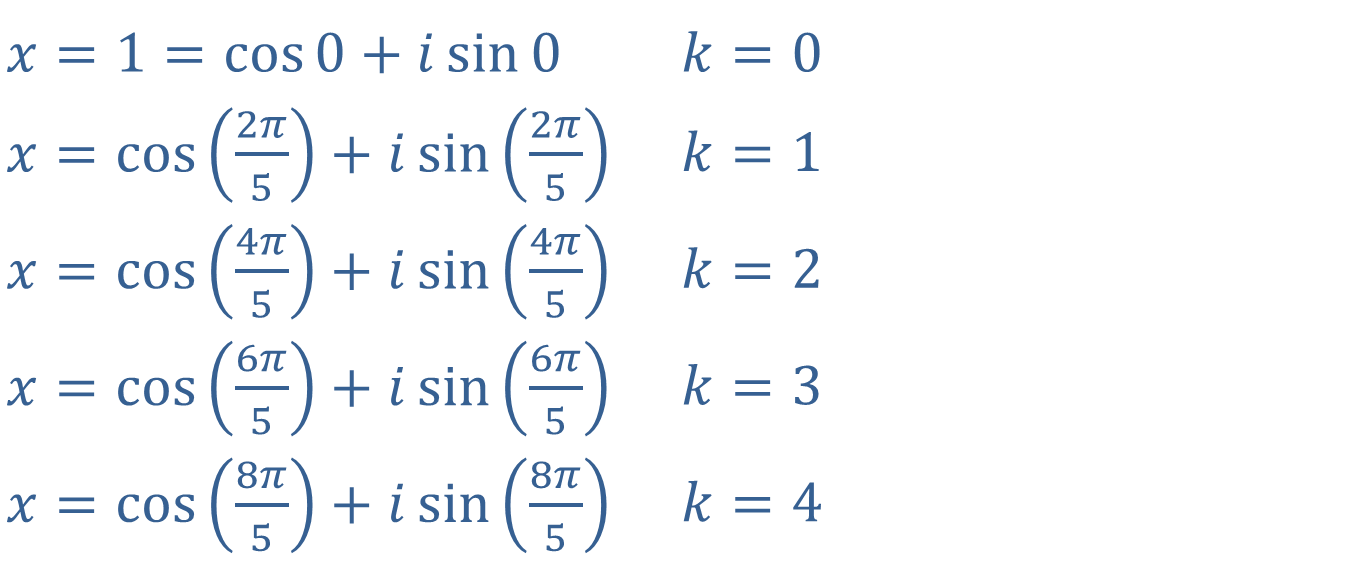 x = 1 = cos 0 + i sin 0    k = 0
x = cos(2π/5) + i sin(2π/5)    k = 1
x = cos(4π/5) + i sin(4π/5)    k = 2
x = cos(6π/5) + i sin(6π/5)    k = 3
x = cos(8π/5) + i sin(8π/5)    k = 4